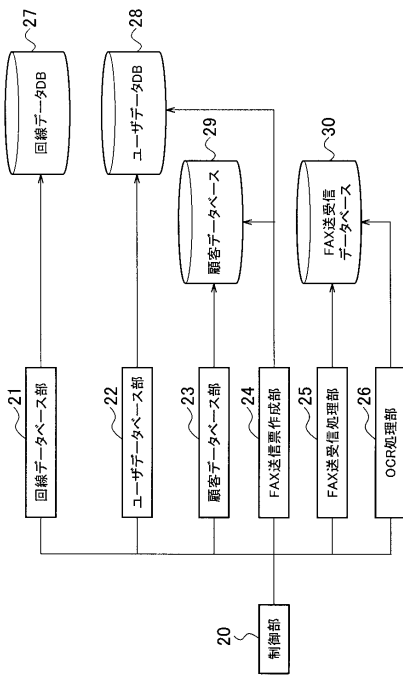 20
制御部
21
回線データベース部
22
ユーザデータベース部
23
顧客データベース部
24
FAX送信票作成部
25
FAX送受信処理部
26
OCR処理部
27
回線データDB
28
ユーザデータDB
29
顧客データベース
30
FAX送受信
データベース